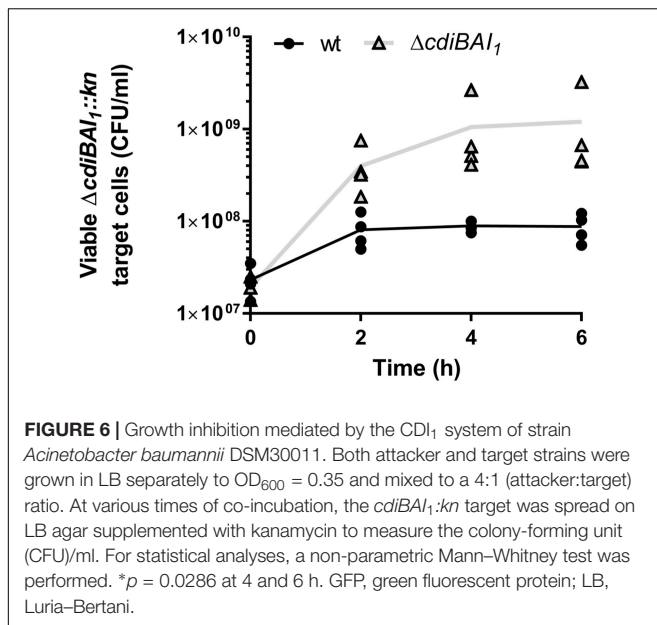 wt ΔcdiBAI₁
Viable ΔcdiBAI₁::kn
target cells (CFU/ml)
1×10¹⁰
1×10⁰⁹
1×10⁰⁸
1×10⁰⁷
0 2 4 6
Time (h)
FIGURE 6 | Growth inhibition mediated by the CDI₁ system of strain
Acinetobacter baumannii DSM30011. Both attacker and target strains were
grown in LB separately to OD₆₀₀ = 0.35 and mixed to a 4:1 (attacker:target)
ratio. At various times of co-incubation, the cdiBAI₁:kn target was spread on
LB agar supplemented with kanamycin to measure the colony-forming unit
(CFU)/ml. For statistical analyses, a non-parametric Mann–Whitney test was
performed. *p = 0.0286 at 4 and 6 h. GFP, green fluorescent protein; LB,
Luria–Bertani.